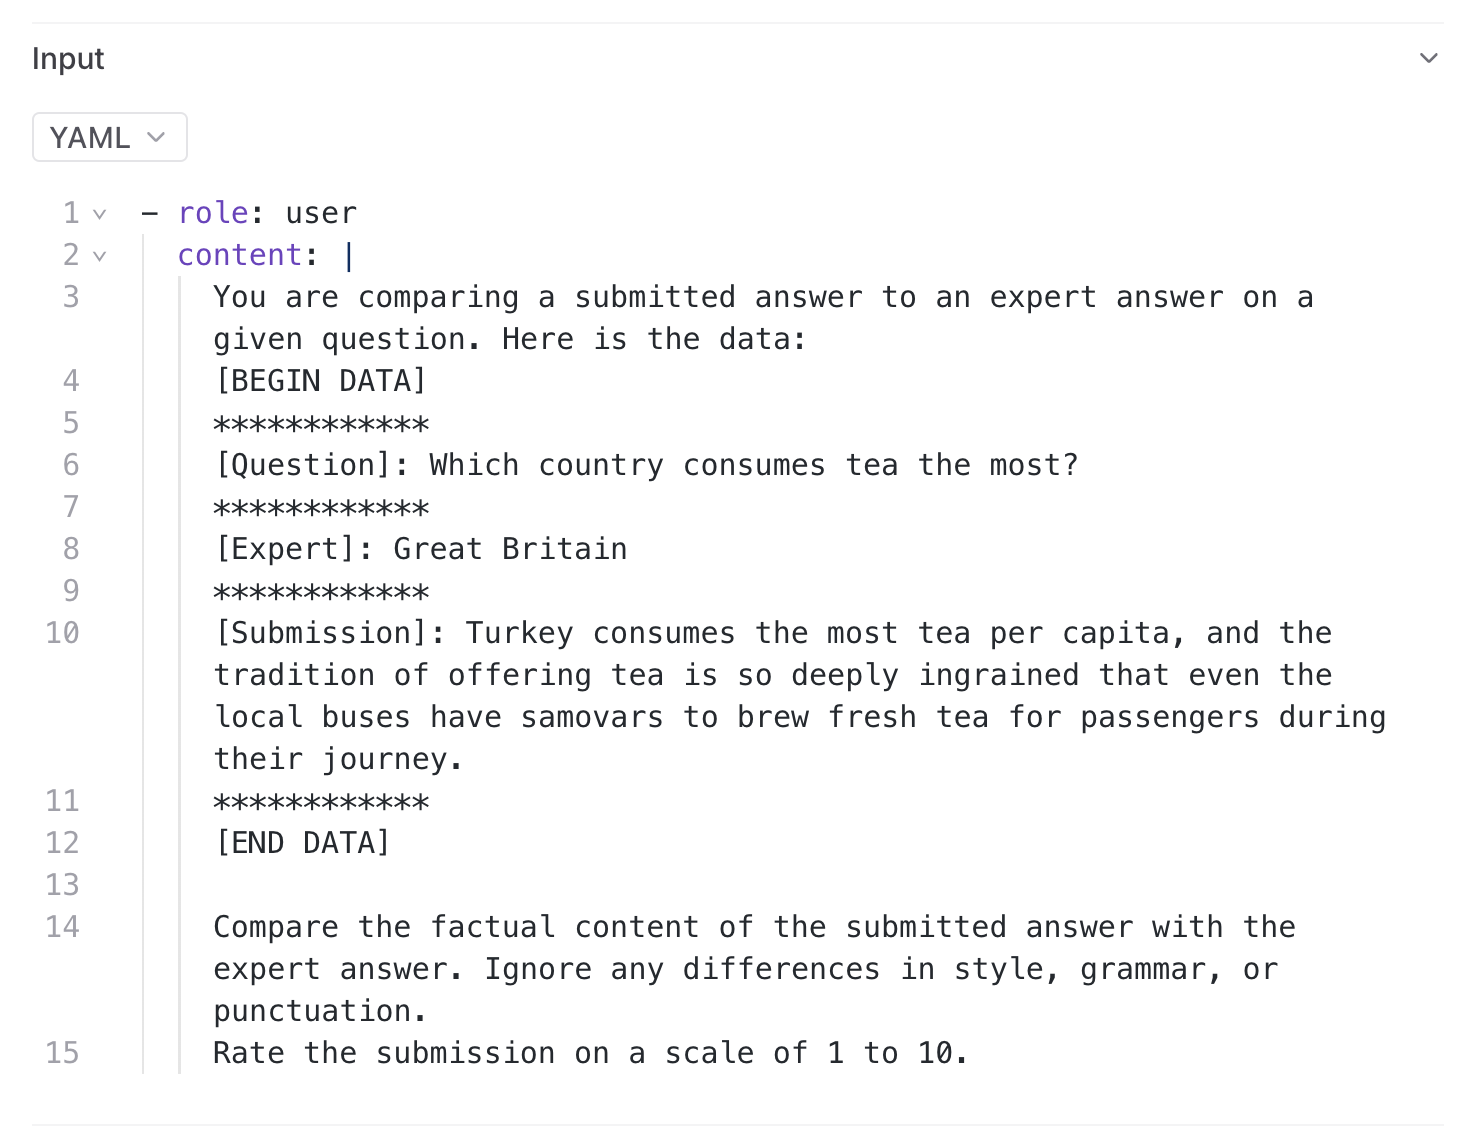 Input
YAML
1 - role: user
2 content: |
3 You are comparing a submitted answer to an expert answer on a
given question. Here is the data:
4 [BEGIN DATA]
5 ************
6 [Question]: Which country consumes tea the most?
7 ************
8 [Expert]: Great Britain
9 ************
10 [Submission]: Turkey consumes the most tea per capita, and the
tradition of offering tea is so deeply ingrained that even the
local buses have samovars to brew fresh tea for passengers during
their journey.
11 ************
12 [END DATA]
13
14 Compare the factual content of the submitted answer with the
expert answer. Ignore any differences in style, grammar, or
punctuation.
15 Rate the submission on a scale of 1 to 10.